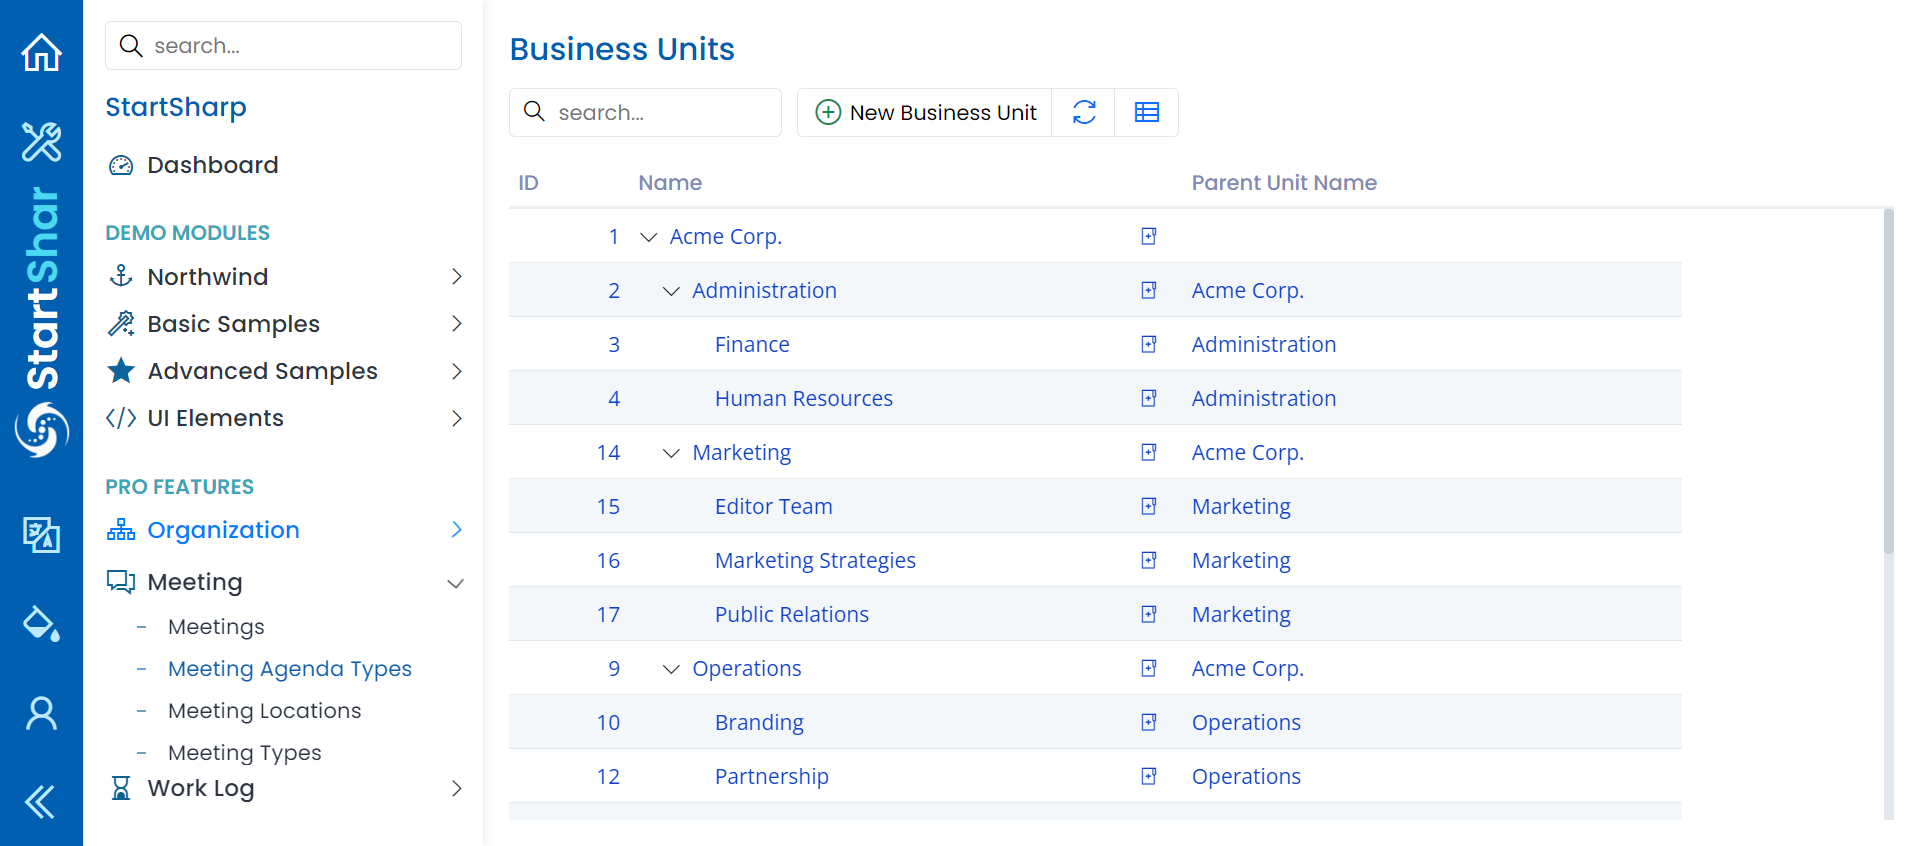 StartShar
search...
StartSharp
Dashboard
DEMO MODULES
Northwind
Basic Samples
Advanced Samples
UI Elements
PRO FEATURES
Organization
Meeting
Meetings
Meeting Agenda Types
Meeting Locations
Meeting Types
Work Log
Business Units
search...
New Business Unit
ID Name Parent Unit Name
1 Acme Corp.
2 Administration Acme Corp.
3 Finance Administration
4 Human Resources Administration
14 Marketing Acme Corp.
15 Editor Team Marketing
16 Marketing Strategies Marketing
17 Public Relations Marketing
9 Operations Acme Corp.
10 Branding Operations
12 Partnership Operations